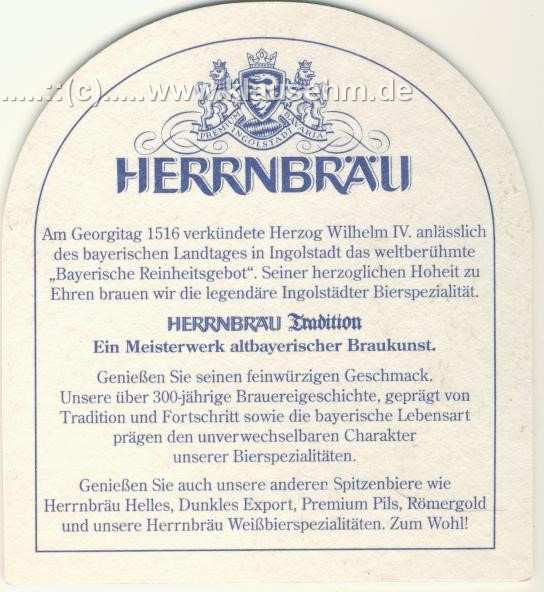 .....::(c).....www.klausehm.de
PREMIUM BAVARIA
INGOLSTADT
HERRNBRÄU
Am Georgitag 1516 verkündete Herzog Wilhelm IV. anlässlich
des bayerischen Landtages in Ingolstadt das weltberühmte
„Bayerische Reinheitsgebot“. Seiner herzoglichen Hoheit zu
Ehren brauen wir die legendäre Ingolstädter Bierspezialität.
HERRNBRÄU Tradition
Ein Meisterwerk altbayerischer Braukunst.
Genießen Sie seinen feinwürzigen Geschmack.
Unsere über 300-jährige Brauereigeschichte, geprägt von
Tradition und Fortschritt sowie die bayerische Lebensart
prägen den unverwechselbaren Charakter
unserer Bierspezialitäten.
Genießen Sie auch unsere anderen Spitzenbiere wie
Herrnbräu Helles, Dunkles Export, Premium Pils, Römergold
und unsere Herrnbräu Weißbierspezialitäten. Zum Wohl!